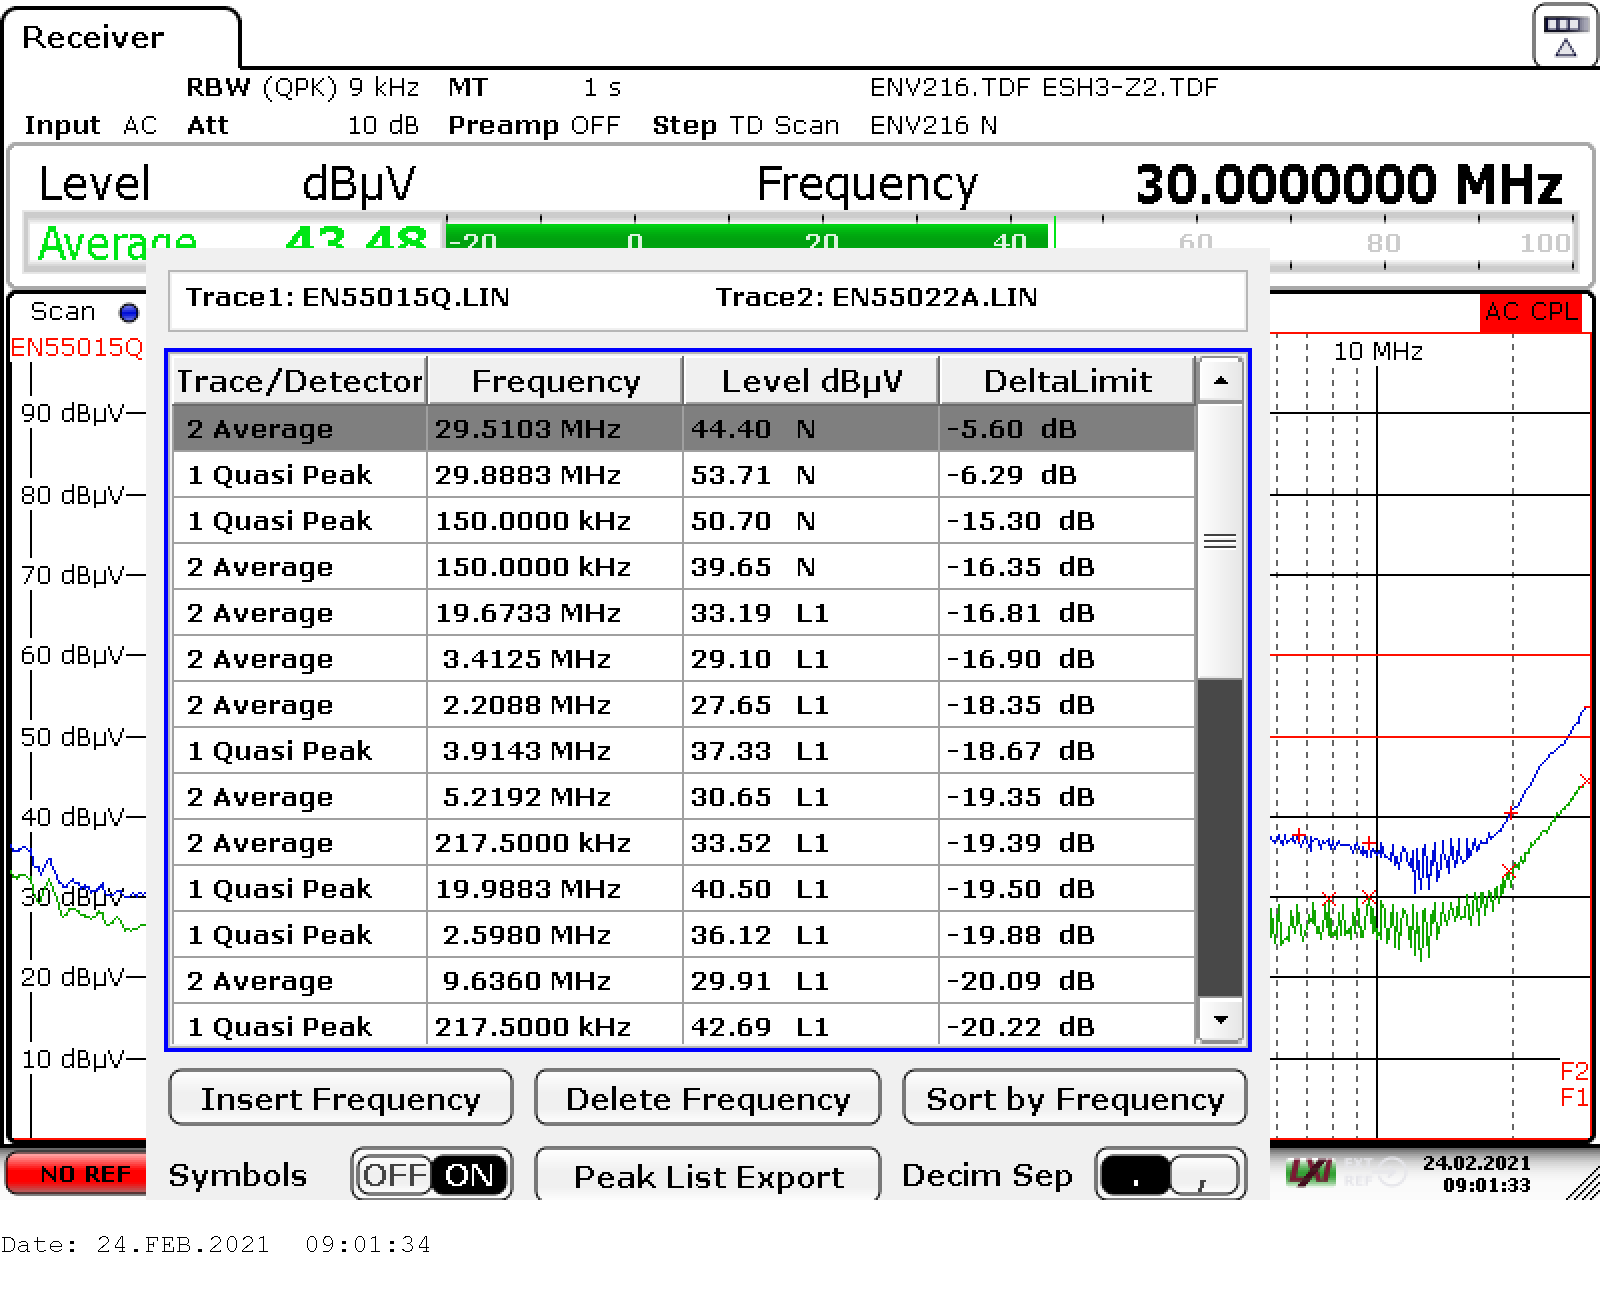 Receiver
RBW (QPK) 9 kHz MT 1 s ENV216.TDF ESH3-Z2.TDF
Input AC Att 10 dB Preamp OFF Step TD Scan ENV216 N
Level dBµV Frequency 30.0000000 MHz
Average 43.48 -20 0 20 40 60 80 100
Trace1: EN55015Q.LIN Trace2: EN55022A.LIN
Scan AC CPL
EN55015Q
10 MHz
90 dBµV
80 dBµV
70 dBµV
60 dBµV
50 dBµV
40 dBµV
30 dBµV
20 dBµV
10 dBµV
Trace/Detector Frequency Level dBµV DeltaLimit
2 Average 29.5103 MHz 44.40 N -5.60 dB
1 Quasi Peak 29.8883 MHz 53.71 N -6.29 dB
1 Quasi Peak 150.0000 kHz 50.70 N -15.30 dB
2 Average 150.0000 kHz 39.65 N -16.35 dB
2 Average 19.6733 MHz 33.19 L1 -16.81 dB
2 Average 3.4125 MHz 29.10 L1 -16.90 dB
2 Average 2.2088 MHz 27.65 L1 -18.35 dB
1 Quasi Peak 3.9143 MHz 37.33 L1 -18.67 dB
2 Average 5.2192 MHz 30.65 L1 -19.35 dB
2 Average 217.5000 kHz 33.52 L1 -19.39 dB
1 Quasi Peak 19.9883 MHz 40.50 L1 -19.50 dB
1 Quasi Peak 2.5980 MHz 36.12 L1 -19.88 dB
2 Average 9.6360 MHz 29.91 L1 -20.09 dB
1 Quasi Peak 217.5000 kHz 42.69 L1 -20.22 dB
F2
F1
Insert Frequency Delete Frequency Sort by Frequency
Symbols OFF ON Peak List Export Decim Sep . ,
NO REF LXI EXT REF 24.02.2021
09:01:33
Date: 24.FEB.2021 09:01:34